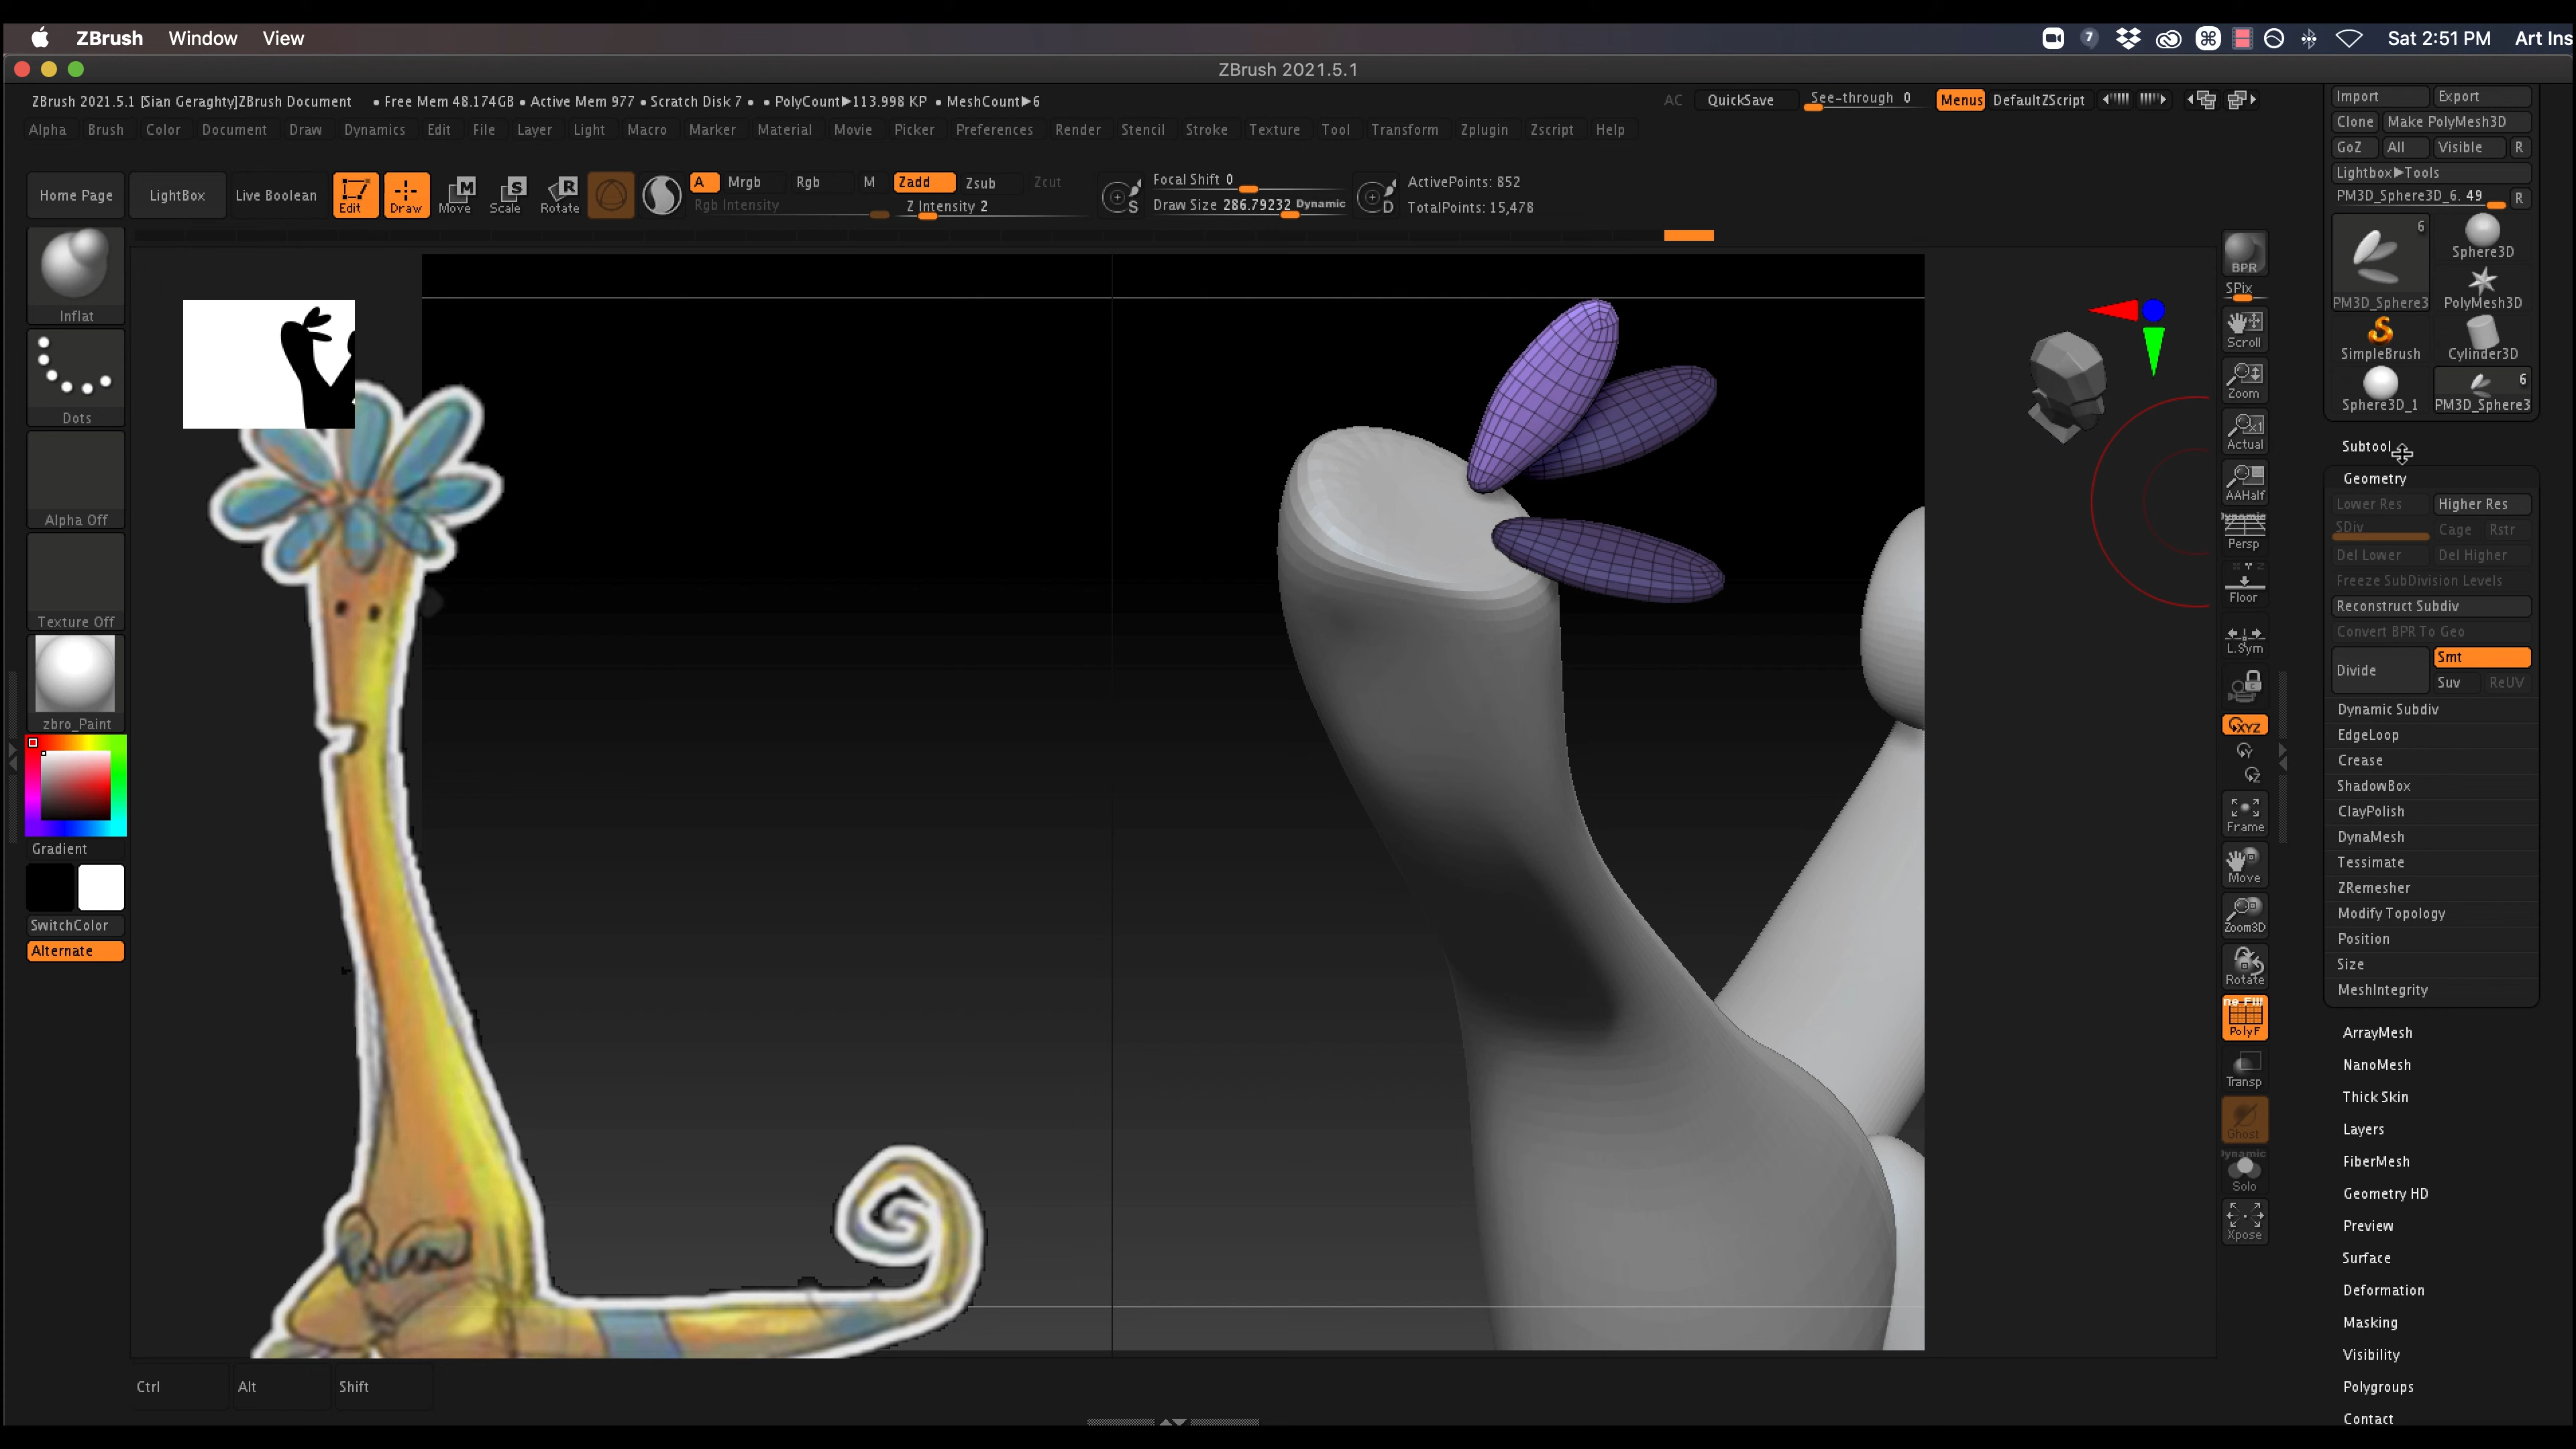 ZBrush Window View Sat 2:51 PM Art Ins
ZBrush 2021.5.1
ZBrush 2021.5.1 [Sian Geraghty]ZBrush Document • Free Mem 48.174GB • Active Mem 977 • Scratch Disk 7 • • PolyCount▶113.998 KP • MeshCount▶6 AC QuickSave See-through 0 Menus DefaultZScript
Alpha Brush Color Document Draw Dynamics Edit File Layer Light Macro Marker Material Movie Picker Preferences Render Stencil Stroke Texture Tool Transform Zplugin Zscript Help
Home Page LightBox Live Boolean Edit Draw Move Scale Rotate
A Mrgb Rgb M Zadd Zsub Zcut
Rgb Intensity Z Intensity 2
Focal Shift 0
Draw Size 286.79232 Dynamic
ActivePoints: 852
TotalPoints: 15,478
Inflat
Dots
Alpha Off
Texture Off
zbro_Paint
Gradient
SwitchColor
Alternate
BPR
SPix
Scroll
Zoom
Actual
AAHalf
Dynamic
Persp
Floor
L.Sym
XYZ
Frame
Move
Zoom3D
Rotate
ne Fill
PolyF
Transp
Ghost
Dynamic
Solo
Xpose
Import Export
Clone Make PolyMesh3D
GoZ All Visible R
Lightbox▶Tools
PM3D_Sphere3D_6. 49 R
6
Sphere3D
PM3D_Sphere3 PolyMesh3D
SimpleBrush Cylinder3D
6
Sphere3D_1 PM3D_Sphere3
Subtool
Geometry
Lower Res Higher Res
SDiv Cage Rstr
Del Lower Del Higher
Freeze SubDivision Levels
Reconstruct Subdiv
Convert BPR To Geo
Divide Smt
Suv ReUV
Dynamic Subdiv
EdgeLoop
Crease
ShadowBox
ClayPolish
DynaMesh
Tessimate
ZRemesher
Modify Topology
Position
Size
MeshIntegrity
ArrayMesh
NanoMesh
Thick Skin
Layers
FiberMesh
Geometry HD
Preview
Surface
Deformation
Masking
Visibility
Polygroups
Contact
Ctrl Alt Shift